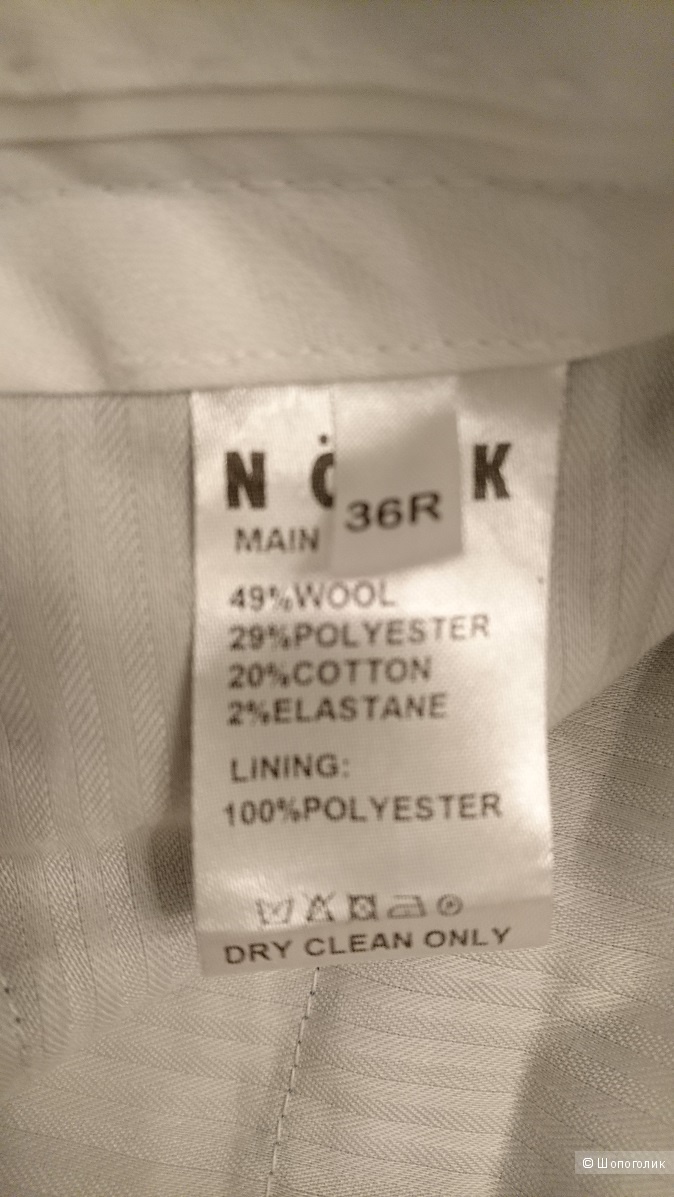 N K
36R
MAIN
49%WOOL
29%POLYESTER
20%COTTON
2%ELASTANE
LINING:
100%POLYESTER
DRY CLEAN ONLY
© Шопоголик